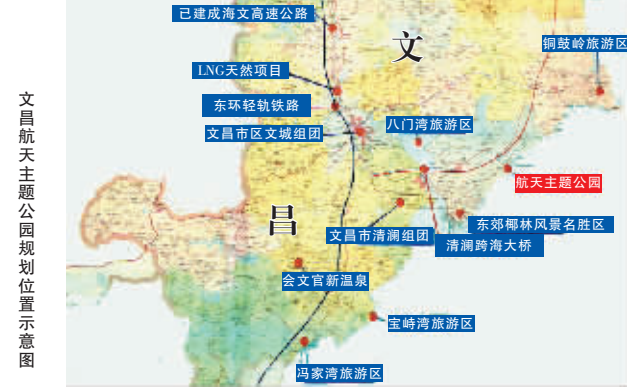 文昌航天主题公园规划位置示意图
已建成海文高速公路
文
铜鼓岭旅游区
LNG天然项目
东环轻轨铁路
八门湾旅游区
文昌市区文城组团
航天主题公园
昌
东郊椰林风景名胜区
文昌市清澜组团
清澜跨海大桥
会文官新温泉
宝峙湾旅游区
冯家湾旅游区